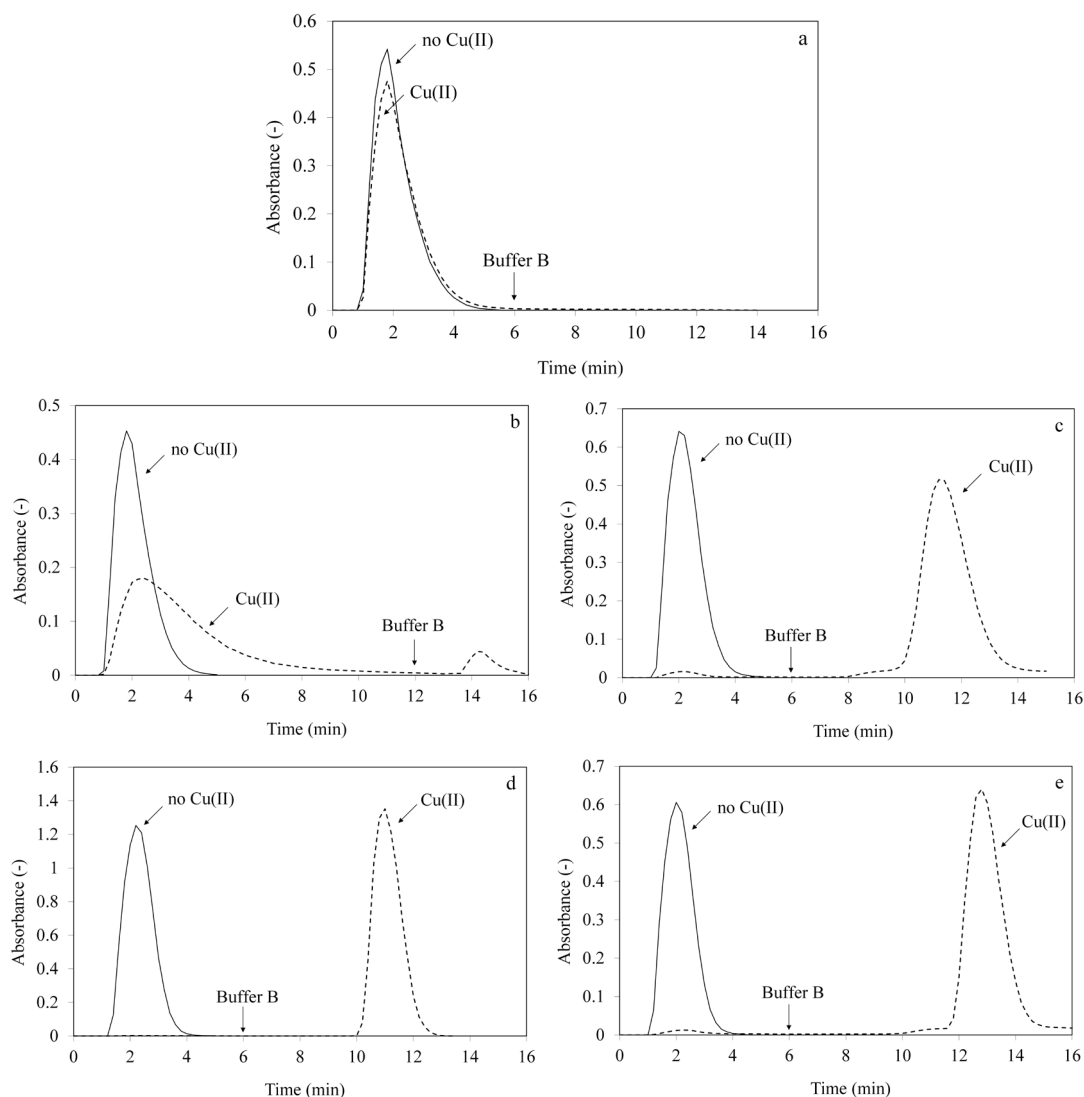 a
no Cu(II)
Cu(II)
Buffer B
Absorbance (-)
0.6
0.5
0.4
0.3
0.2
0.1
0
0 2 4 6 8 10 12 14 16
Time (min)
b
no Cu(II)
Cu(II)
Buffer B
Absorbance (-)
0.5
0.4
0.3
0.2
0.1
0
0 2 4 6 8 10 12 14 16
Time (min)
c
no Cu(II)
Cu(II)
Buffer B
Absorbance (-)
0.7
0.6
0.5
0.4
0.3
0.2
0.1
0
0 2 4 6 8 10 12 14 16
Time (min)
d
no Cu(II)
Cu(II)
Buffer B
Absorbance (-)
1.6
1.4
1.2
1
0.8
0.6
0.4
0.2
0
0 2 4 6 8 10 12 14 16
Time (min)
e
no Cu(II)
Cu(II)
Buffer B
Absorbance (-)
0.7
0.6
0.5
0.4
0.3
0.2
0.1
0
0 2 4 6 8 10 12 14 16
Time (min)